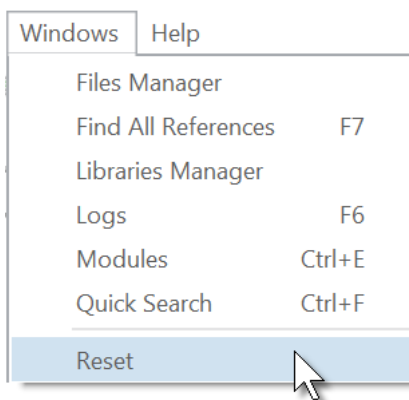 Windows Help
Files Manager
Find All References F7
Libraries Manager
Logs F6
Modules Ctrl+E
Quick Search Ctrl+F
Reset